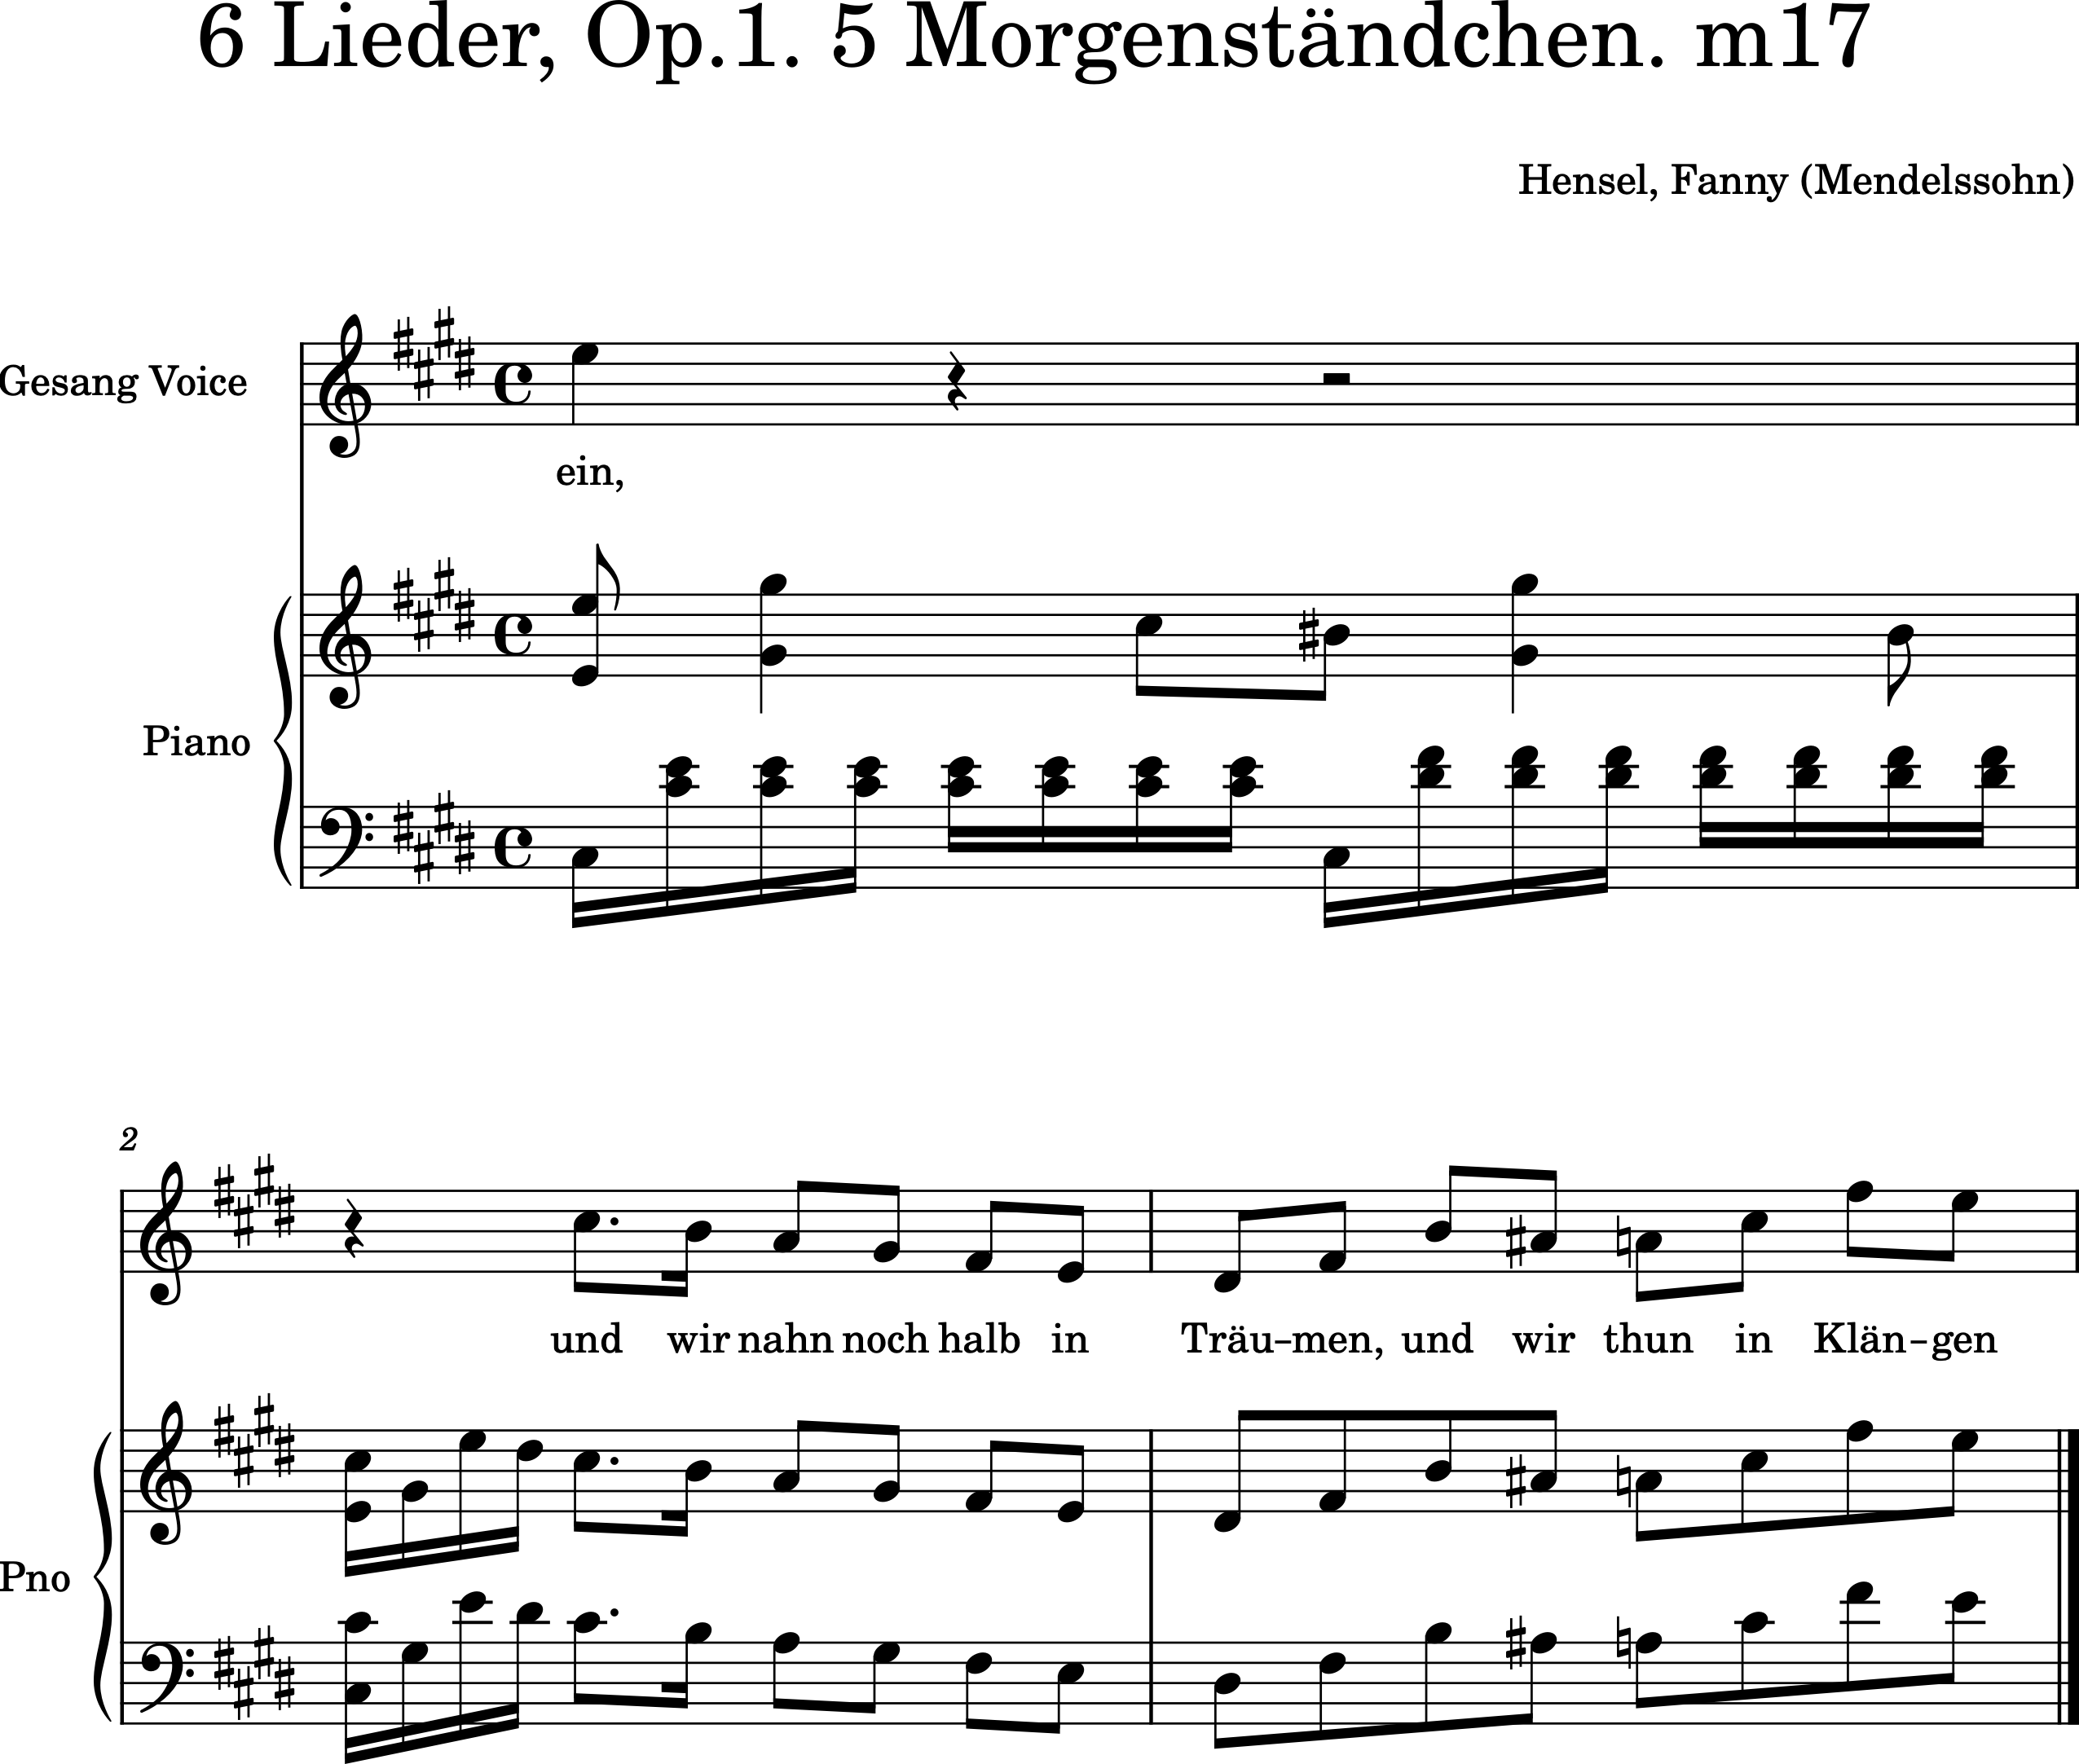 6 Lieder, Op.1. 5 Morgenständchen. m17
Hensel, Fanny (Mendelssohn)
Gesang Voice
ein,
Piano
2
und wir nahn noch halb in Träu-men, und wir thun in Klän-gen
Pno